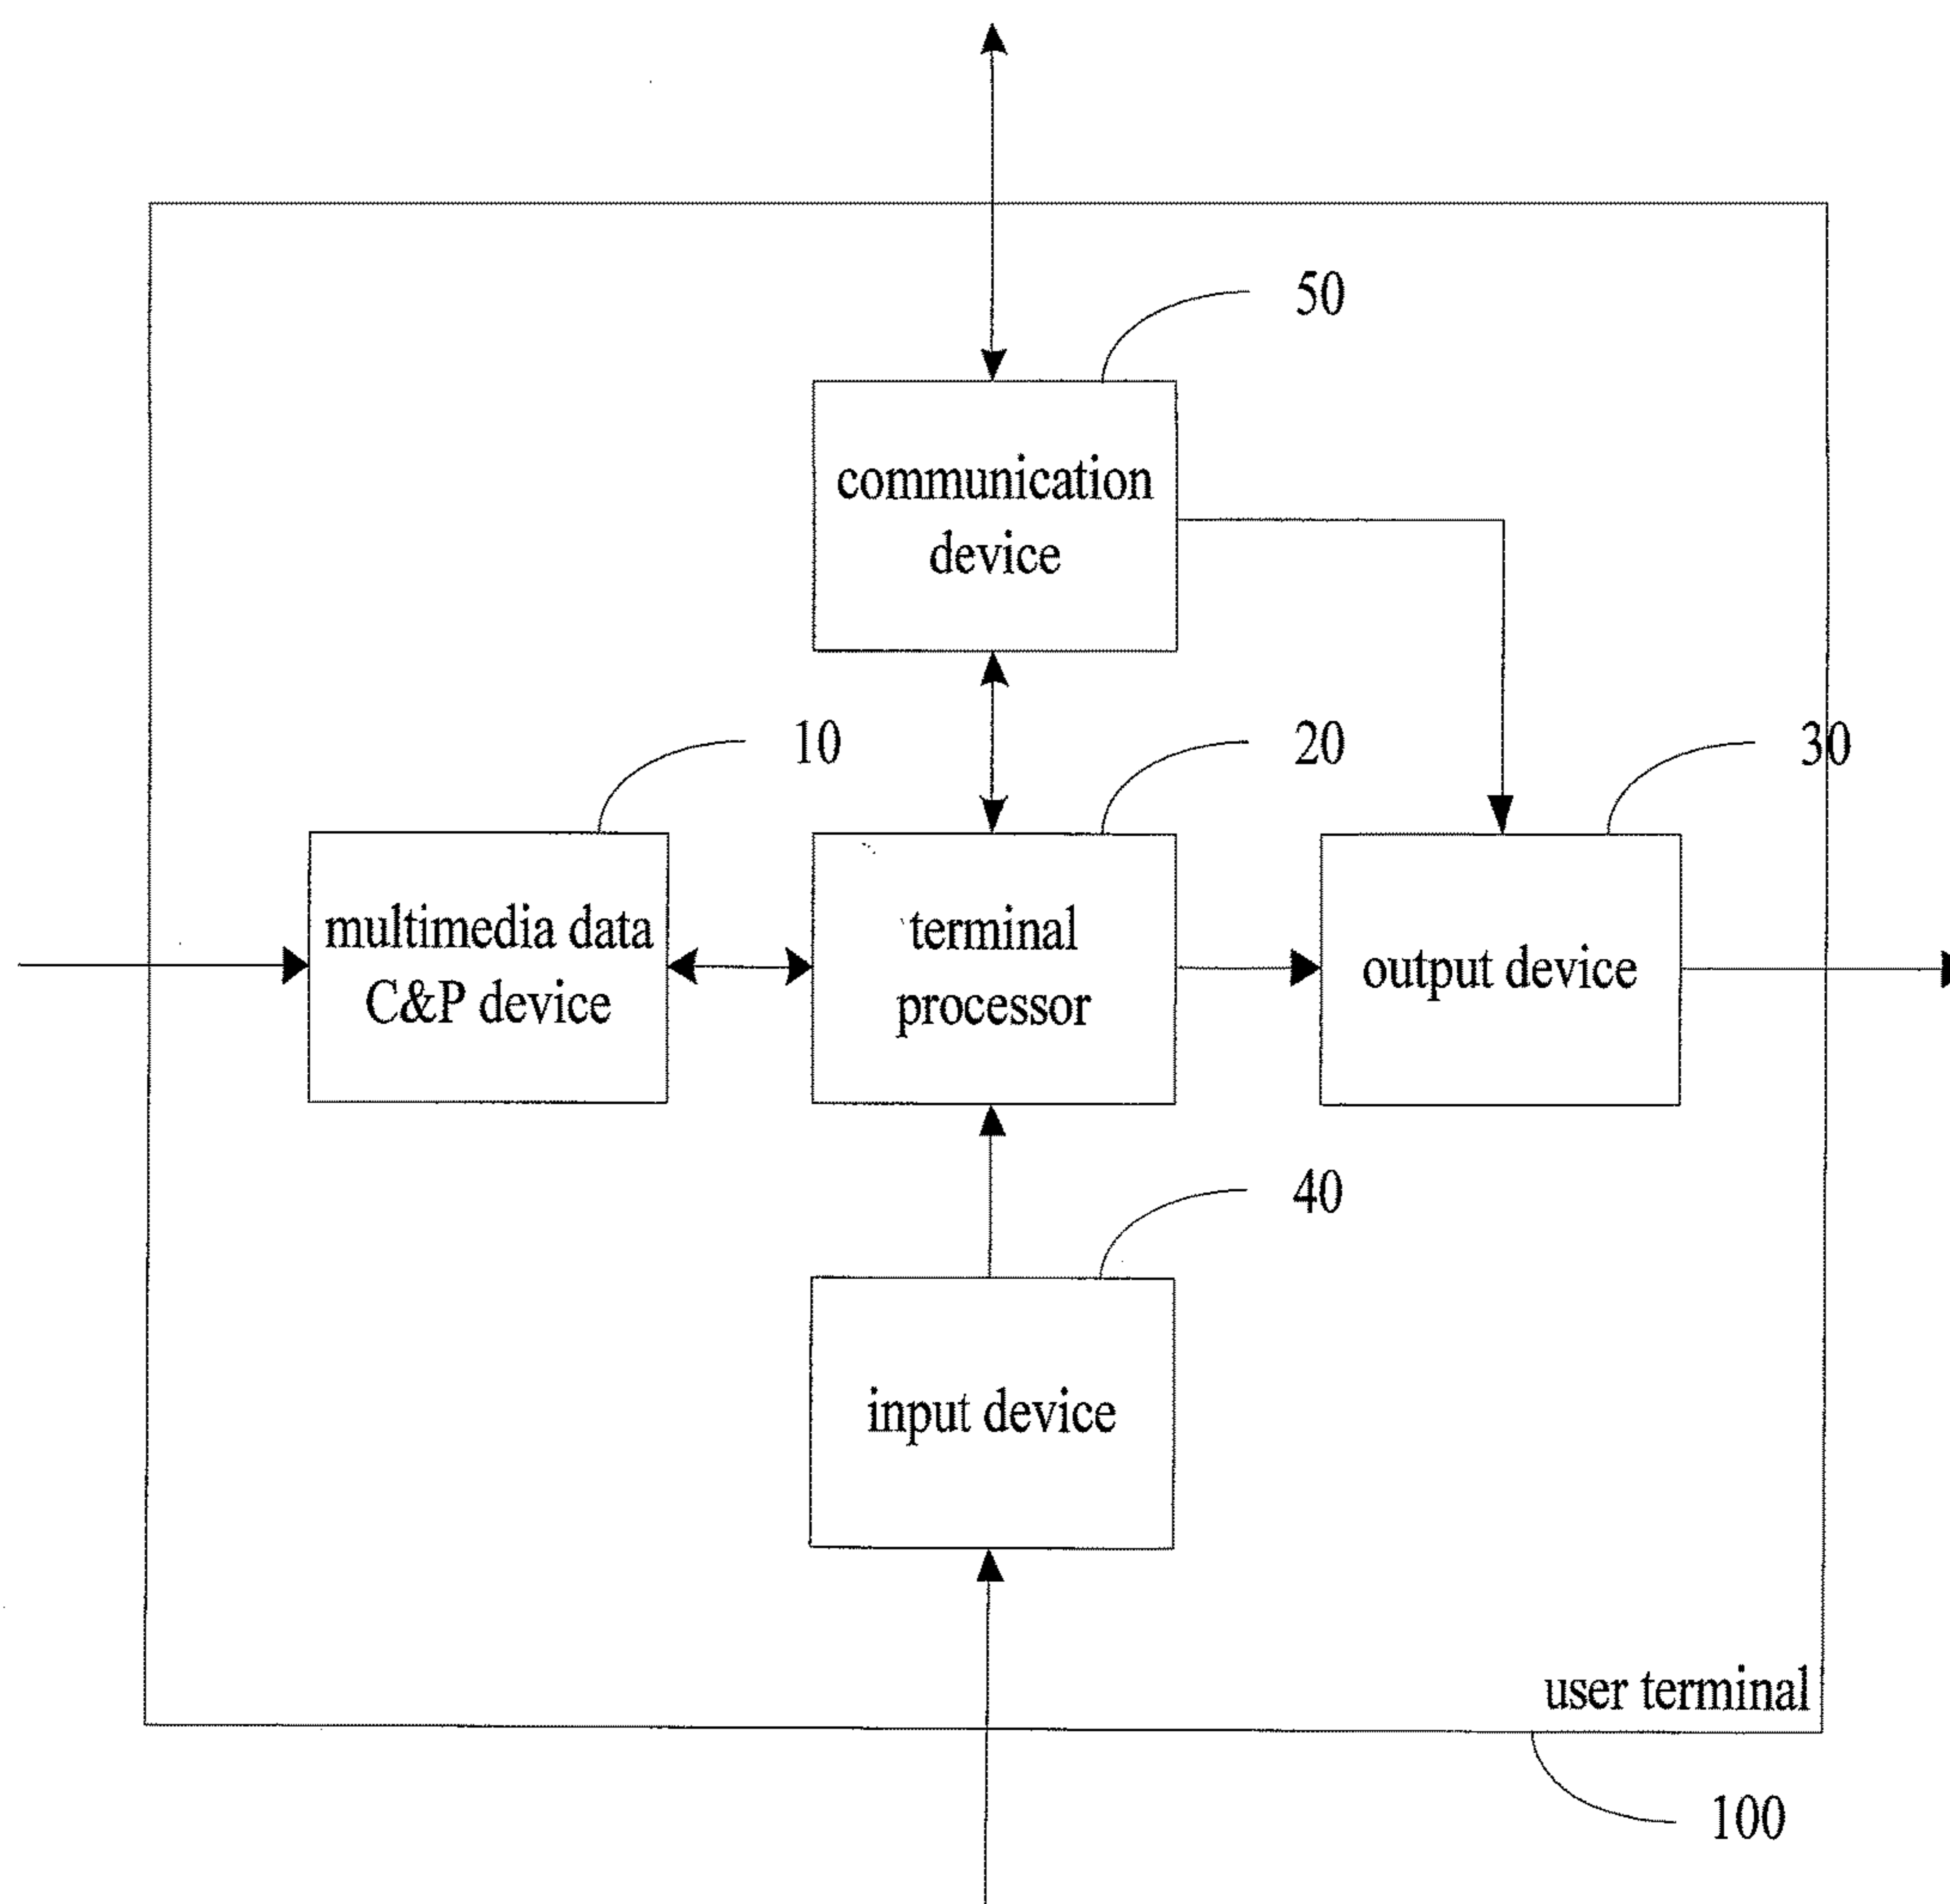 50
communication
device
10
20
30
multimedia data
C&P device
terminal
processor
output device
40
input device
user terminal
100